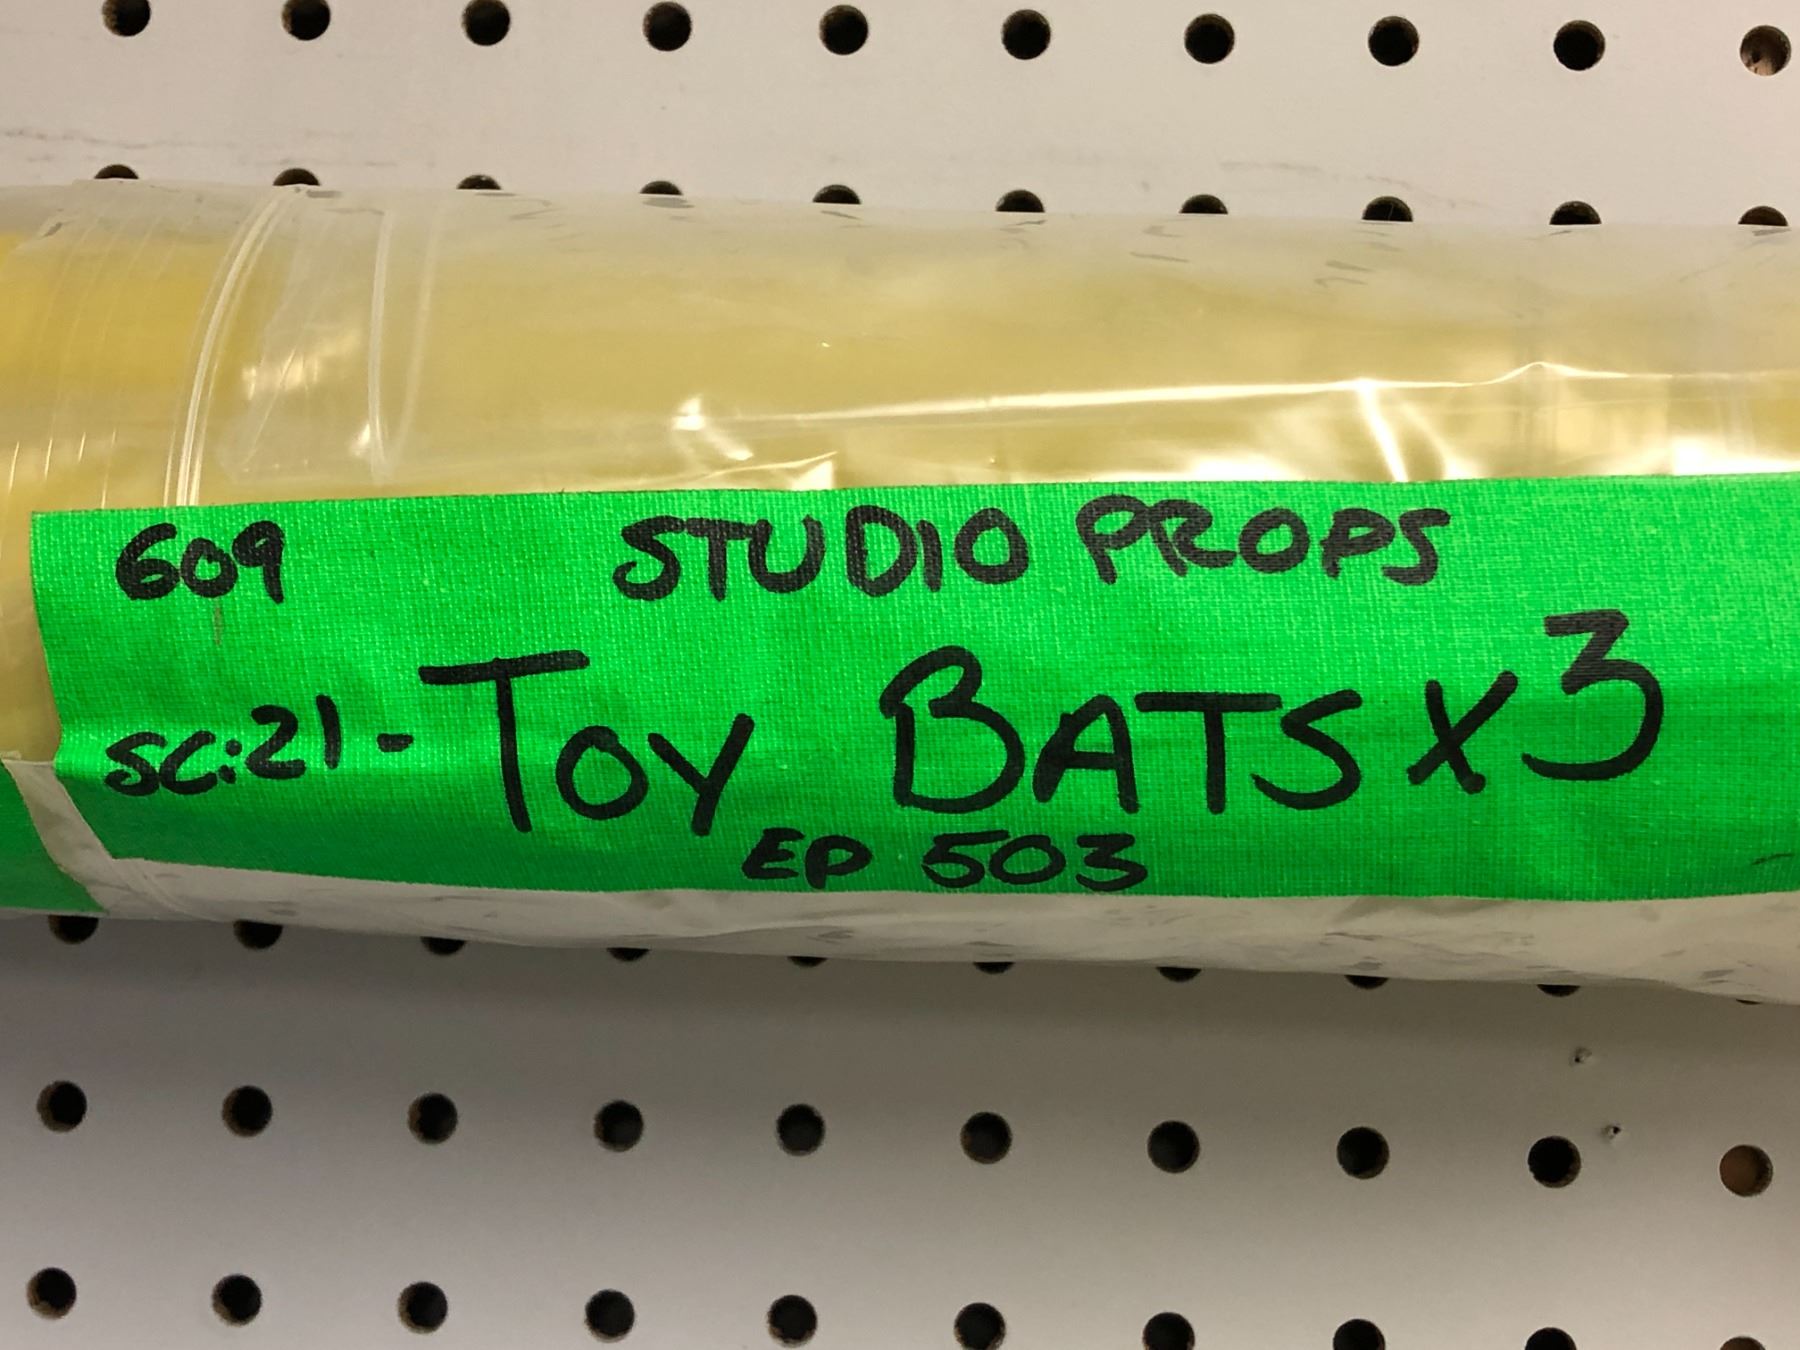 609 STUDIO PROPS
SC:21 - TOY BATS x3
EP 503